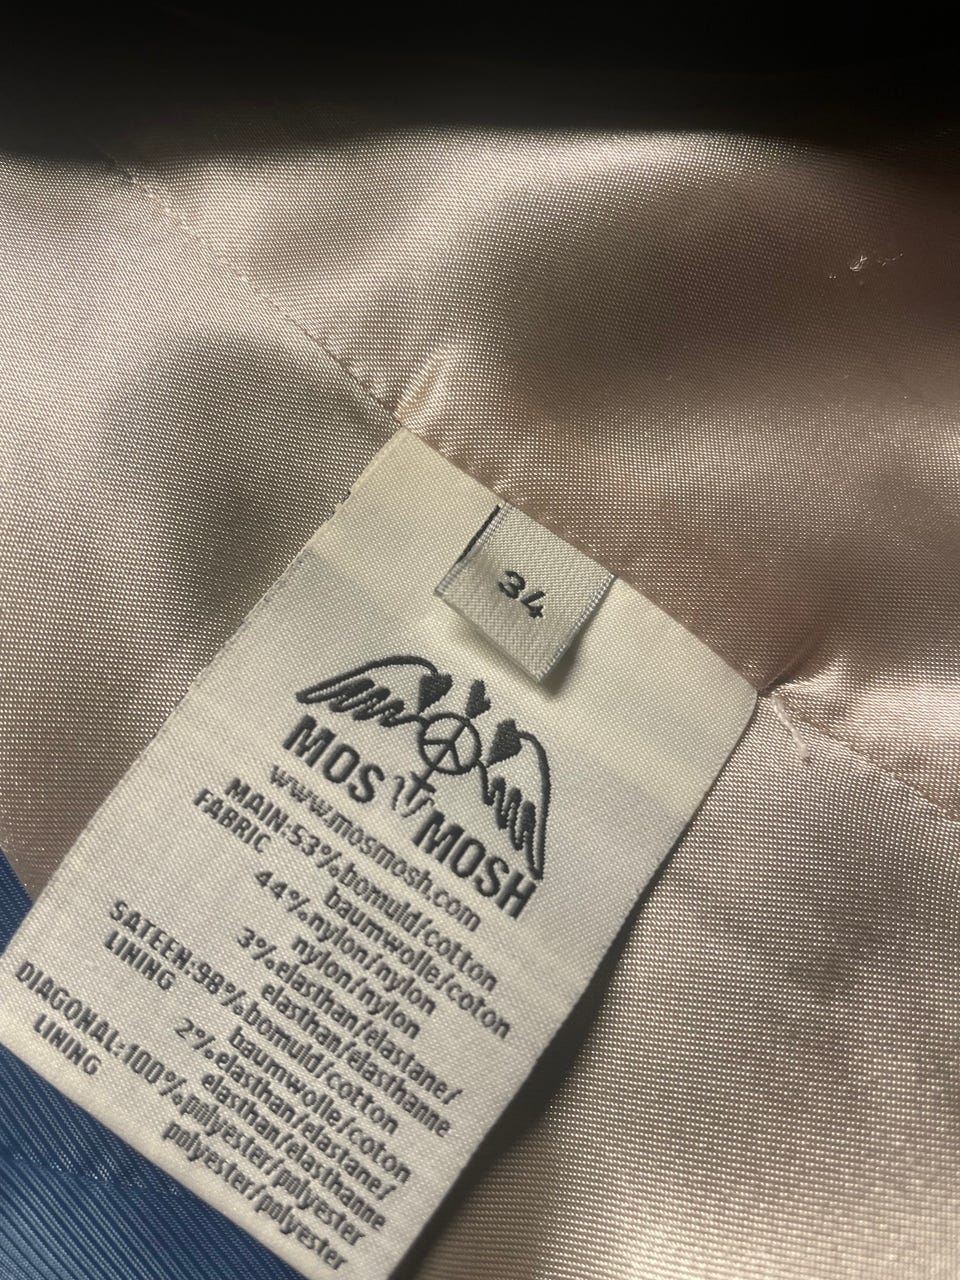 34
MOS MOSH
www.mosmosh.com
MAIN: 53%bomuld/cotton
FABRIC baumwolle/coton
44%nylon/nylon
nylon/nylon
3%elasthan/elastane/
elasthan/elasthanne
SATEEN: 98%bomuld/cotton
LINING baumwolle/coton
2%elasthan/elastane/
elasthan/elasthanne
DIAGONAL: 100%polyester/polyester
LINING polyester/polyester